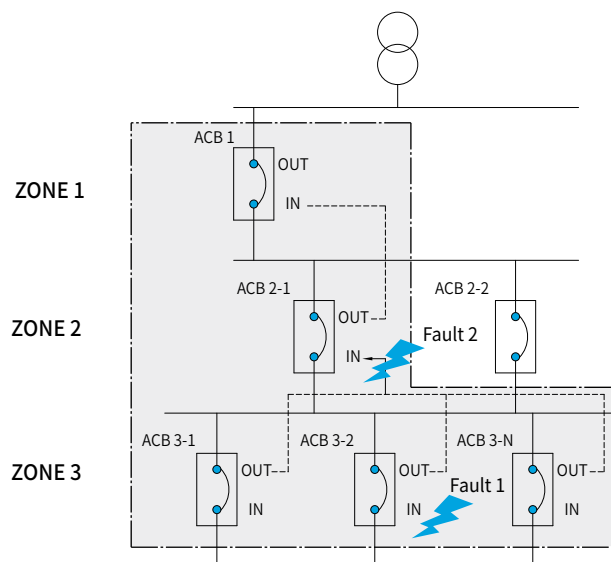 ACB 1
OUT
ZONE 1
IN
ACB 2-1
ACB 2-2
OUT
ZONE 2
Fault 2
IN
ACB 3-1
ACB 3-2
ACB 3-N
ZONE 3
OUT
OUT
OUT
Fault 1
IN
IN
IN